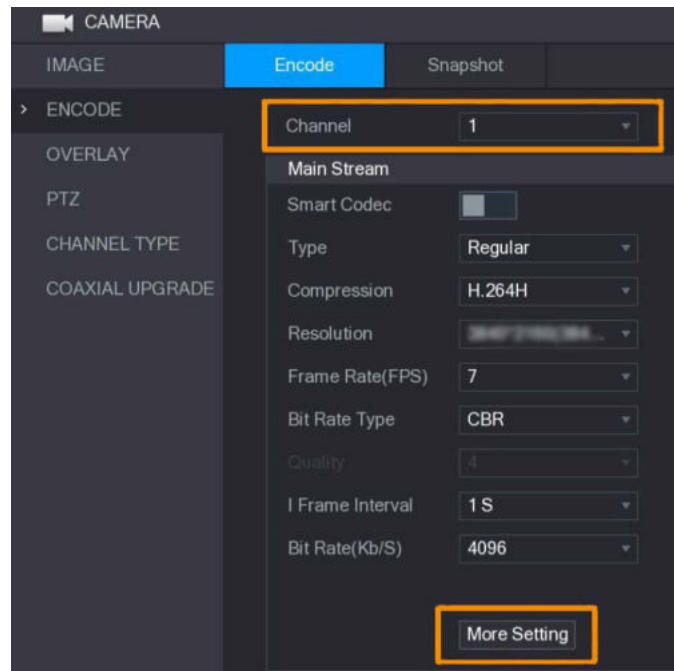 CAMERA
IMAGE
Encode Snapshot
ENCODE
Channel 1
OVERLAY
Main Stream
PTZ
Smart Codec
CHANNEL TYPE
Type Regular
COAXIAL UPGRADE
Compression H.264H
Resolution
Frame Rate(FPS) 7
Bit Rate Type CBR
Quality 4
I Frame Interval 1 S
Bit Rate(Kb/S) 4096
More Setting